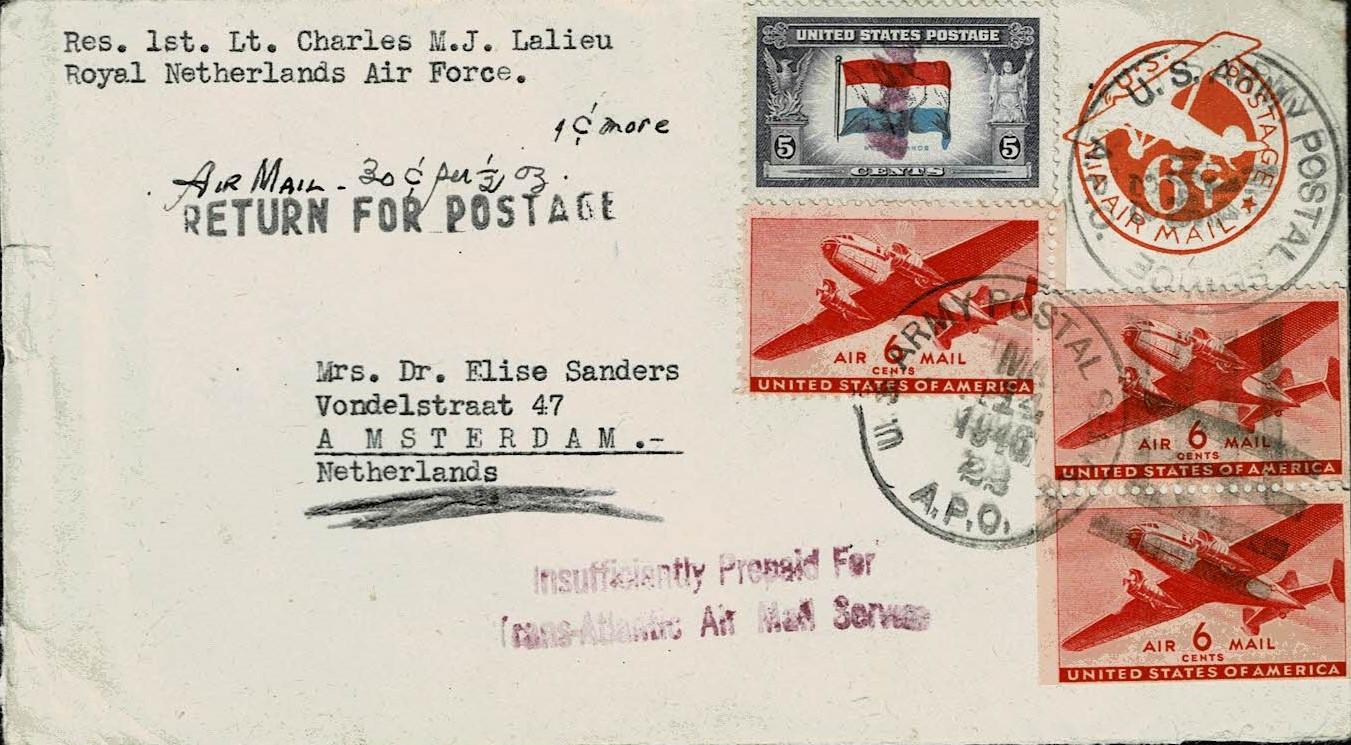 Res. 1st. Lt. Charles M.J. Lalieu
Royal Netherlands Air Force.
1¢ more
AIR MAIL - 30¢ per ½ oz.
RETURN FOR POSTAGE
Mrs. Dr. Elise Sanders
Vondelstraat 47
A M S T E R D A M .-
Netherlands
Insufficiently Prepaid For
Trans-Atlantic Air Mail Service
UNITED STATES POSTAGE
5 5
CENTS
U.S. POSTAGE
6¢
VIA AIR MAIL
U.S. ARMY POSTAL SERVICE
A.P.O.
AIR 6 MAIL
CENTS
UNITED STATES OF AMERICA
U.S. ARMY POSTAL
14
1946
A.P.O.
AIR 6 MAIL
CENTS
UNITED STATES OF AMERICA
AIR 6 MAIL
CENTS
UNITED STATES OF AMERICA